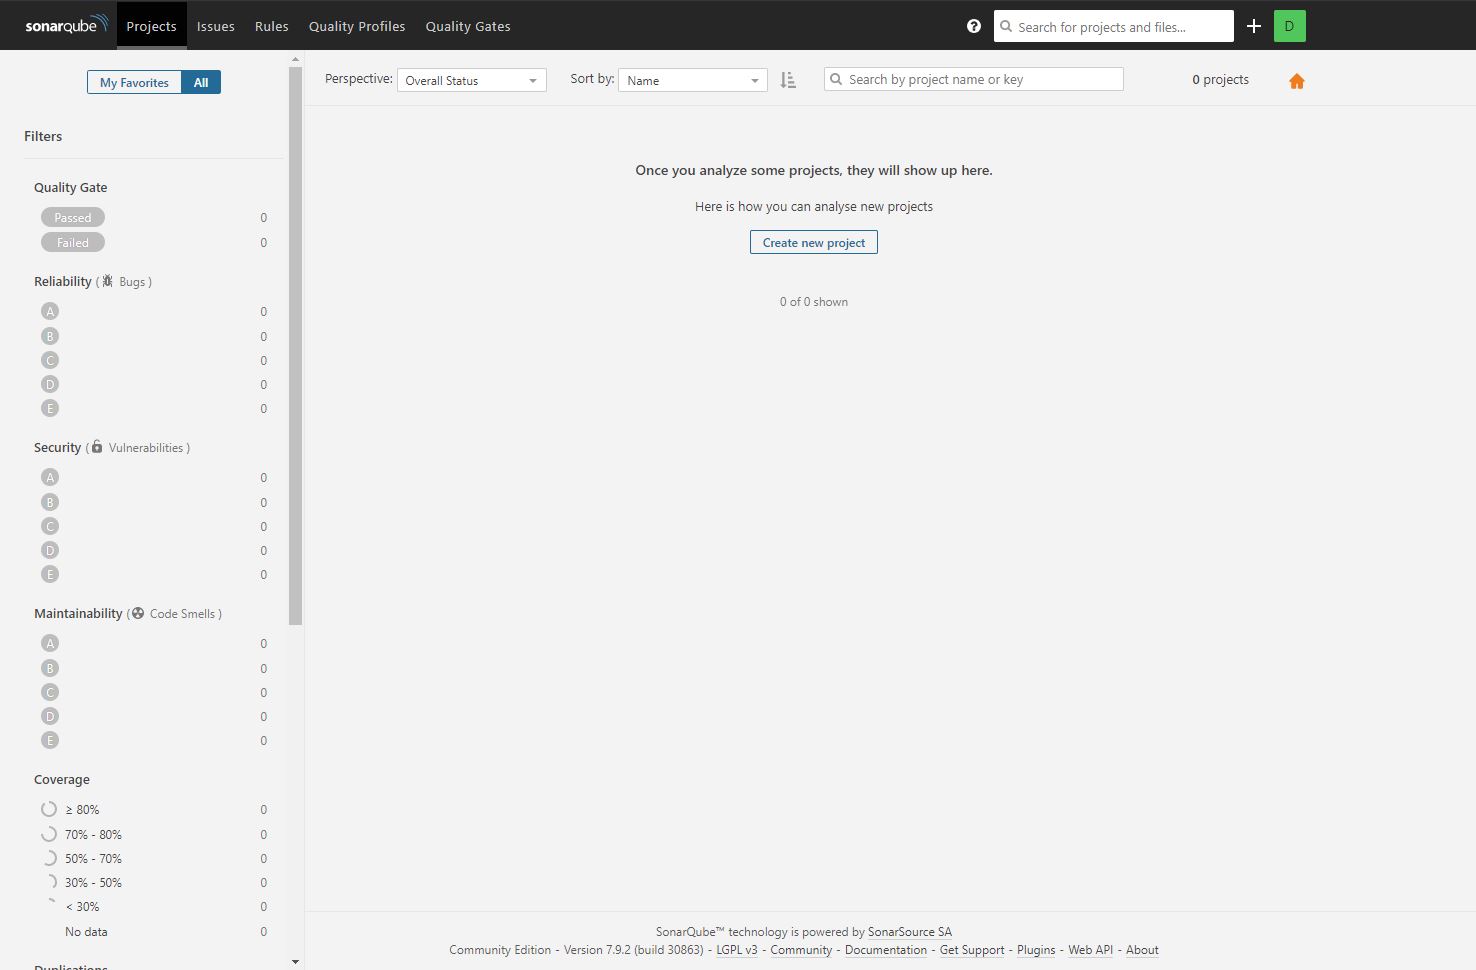 sonarqube
Projects
Issues
Rules
Quality Profiles
Quality Gates
Search for projects and files...
D
My Favorites
All
Filters
Quality Gate
Passed 0
Failed 0
Reliability ( Bugs )
A 0
B 0
C 0
D 0
E 0
Security ( Vulnerabilities )
A 0
B 0
C 0
D 0
E 0
Maintainability ( Code Smells )
A 0
B 0
C 0
D 0
E 0
Coverage
≥ 80% 0
70% - 80% 0
50% - 70% 0
30% - 50% 0
< 30% 0
No data 0
Duplications
Perspective: Overall Status
Sort by: Name
Search by project name or key
0 projects
Once you analyze some projects, they will show up here.
Here is how you can analyse new projects
Create new project
0 of 0 shown
SonarQube™ technology is powered by SonarSource SA
Community Edition - Version 7.9.2 (build 30863) - LGPL v3 - Community - Documentation - Get Support - Plugins - Web API - About